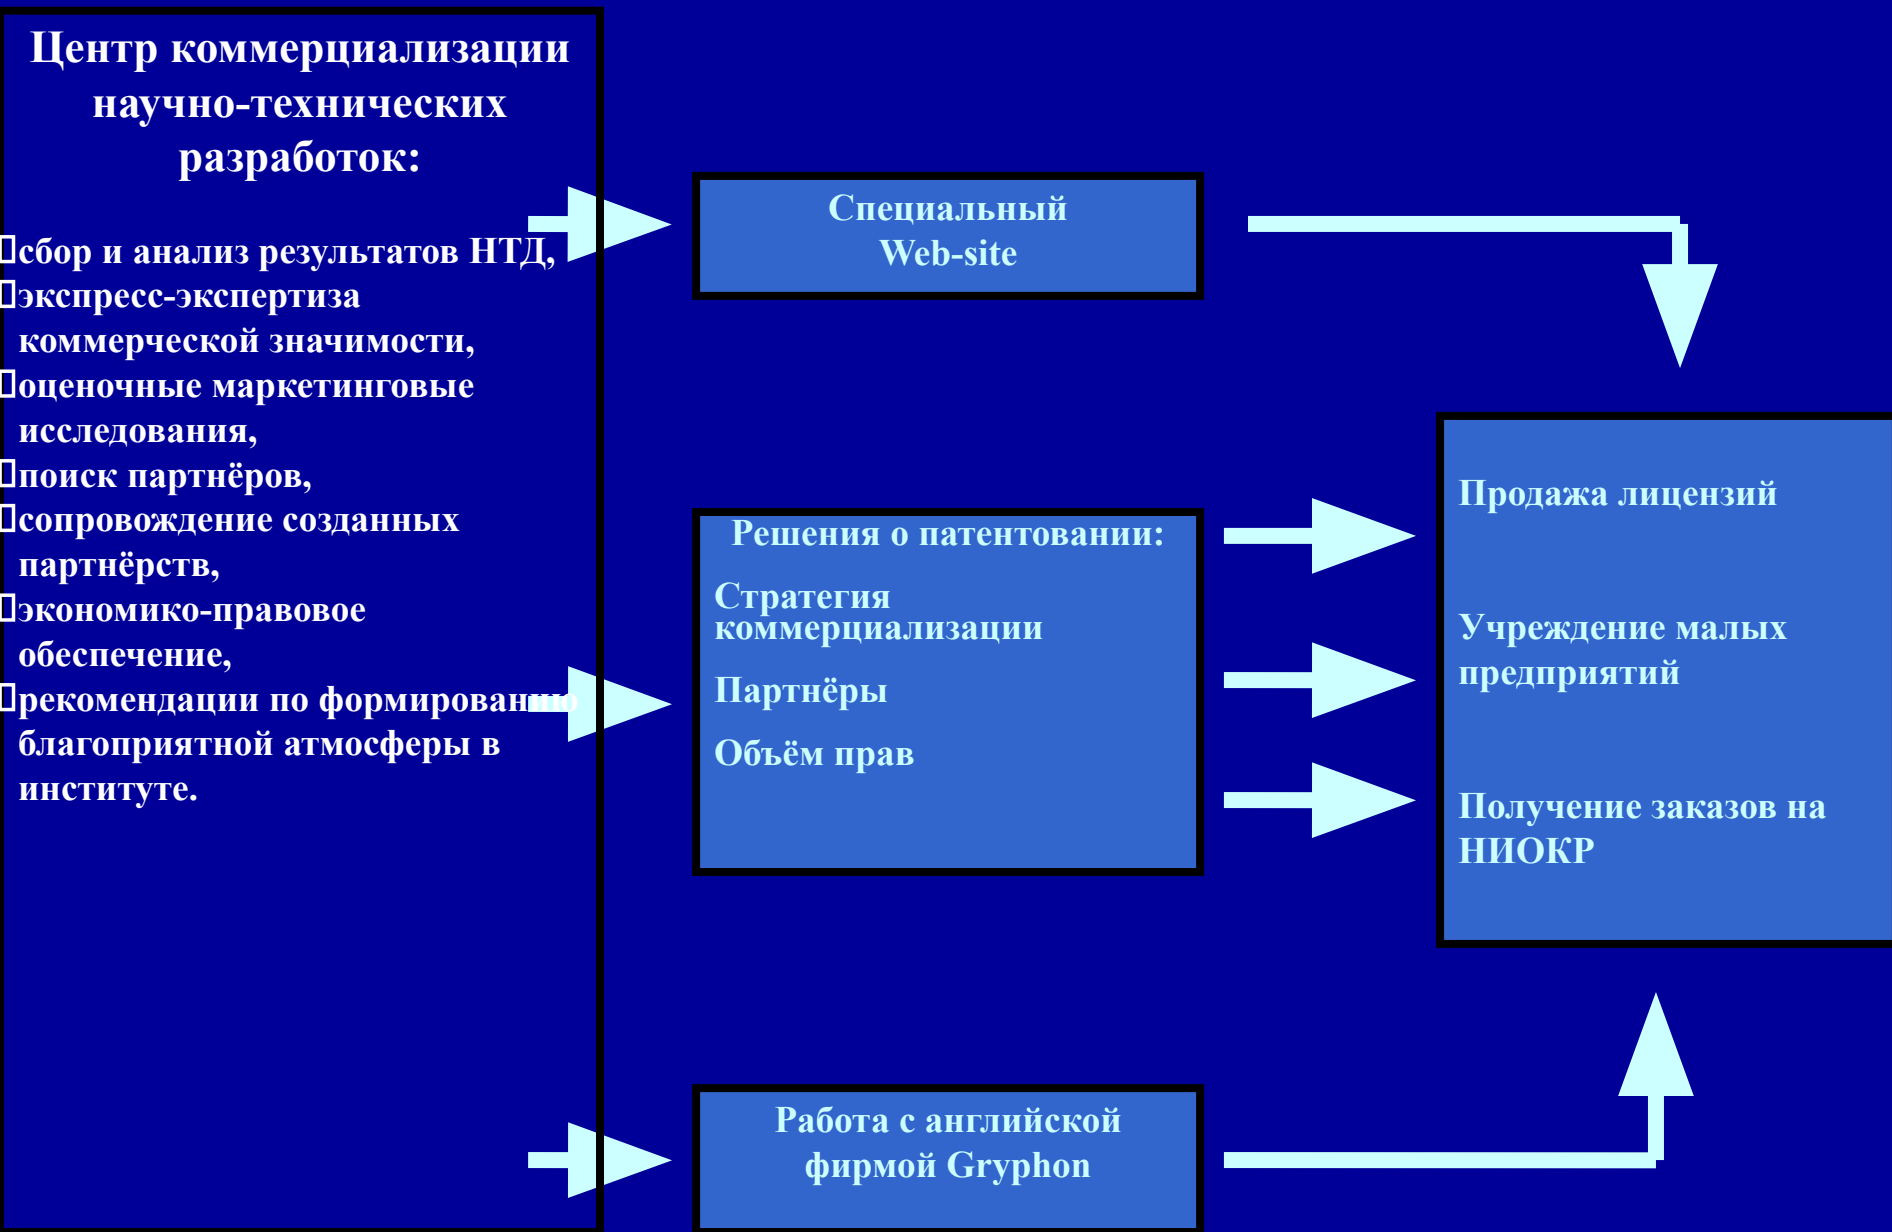 Центр коммерциализации
научно-технических
разработок:
сбор и анализ результатов НТД,
экспресс-экспертиза
коммерческой значимости,
оценочные маркетинговые
исследования,
поиск партнёров,
сопровождение созданных
партнёрств,
экономико-правовое
обеспечение,
рекомендации по формированию
благоприятной атмосферы в
институте.
Специальный
Web-site
Решения о патентовании:
Стратегия
коммерциализации
Партнёры
Объём прав
Работа с английской
фирмой Gryphon
Продажа лицензий
Учреждение малых
предприятий
Получение заказов на
НИОКР